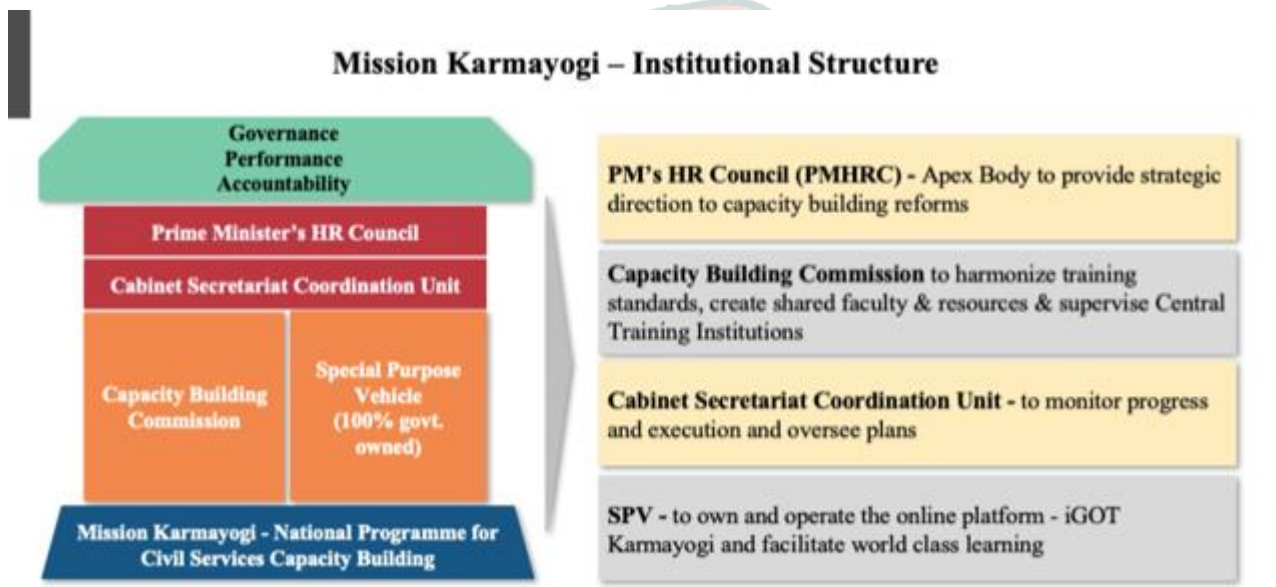 Mission Karmayogi – Institutional Structure
Governance
Performance
Accountability
Prime Minister's HR Council
Cabinet Secretariat Coordination Unit
Capacity Building
Commission
Special Purpose
Vehicle
(100% govt.
owned)
Mission Karmayogi - National Programme for
Civil Services Capacity Building
PM's HR Council (PMHRC) - Apex Body to provide strategic
direction to capacity building reforms
Capacity Building Commission to harmonize training
standards, create shared faculty & resources & supervise Central
Training Institutions
Cabinet Secretariat Coordination Unit - to monitor progress
and execution and oversee plans
SPV - to own and operate the online platform - iGOT
Karmayogi and facilitate world class learning